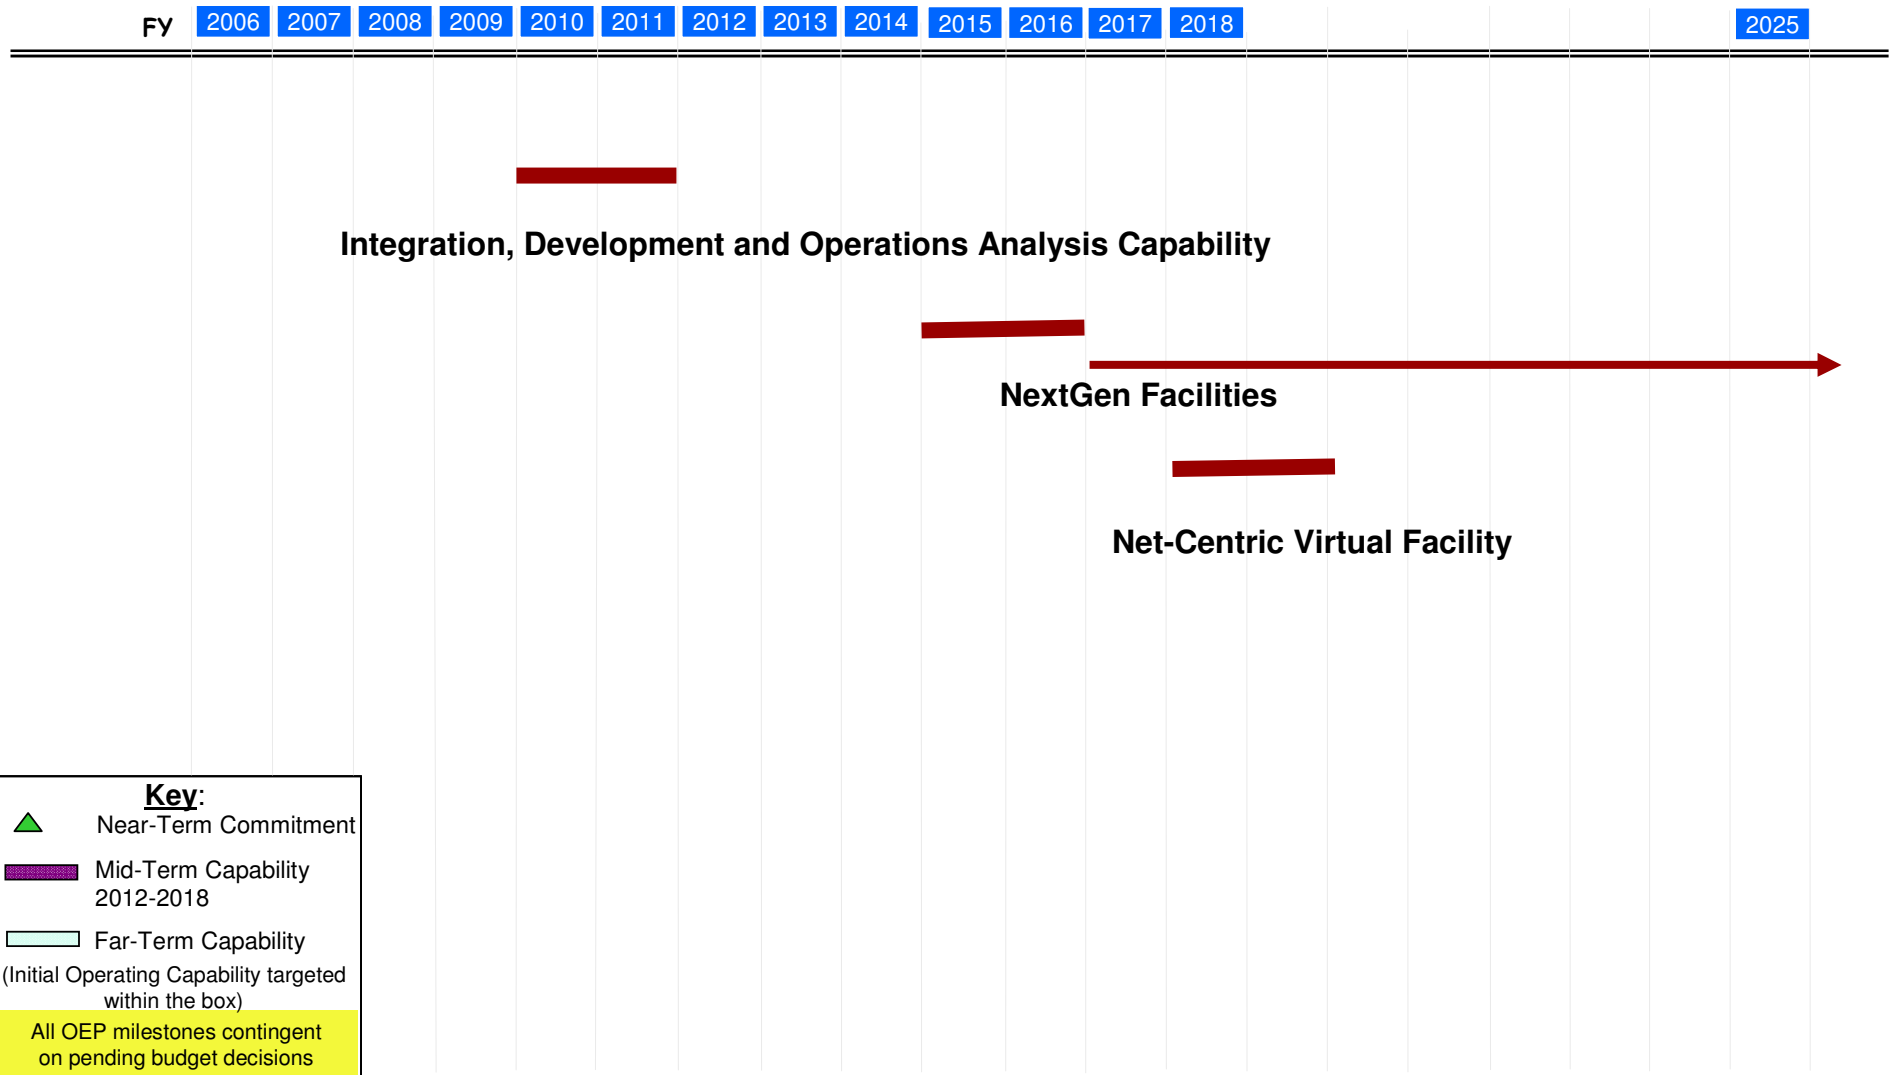 FY 2006 2007 2008 2009 2010 2011 2012 2013 2014 2015 2016 2017 2018 2025
Integration, Development and Operations Analysis Capability
NextGen Facilities
Net-Centric Virtual Facility
Key:
Near-Term Commitment
Mid-Term Capability
2012-2018
Far-Term Capability
(Initial Operating Capability targeted
within the box)
All OEP milestones contingent
on pending budget decisions